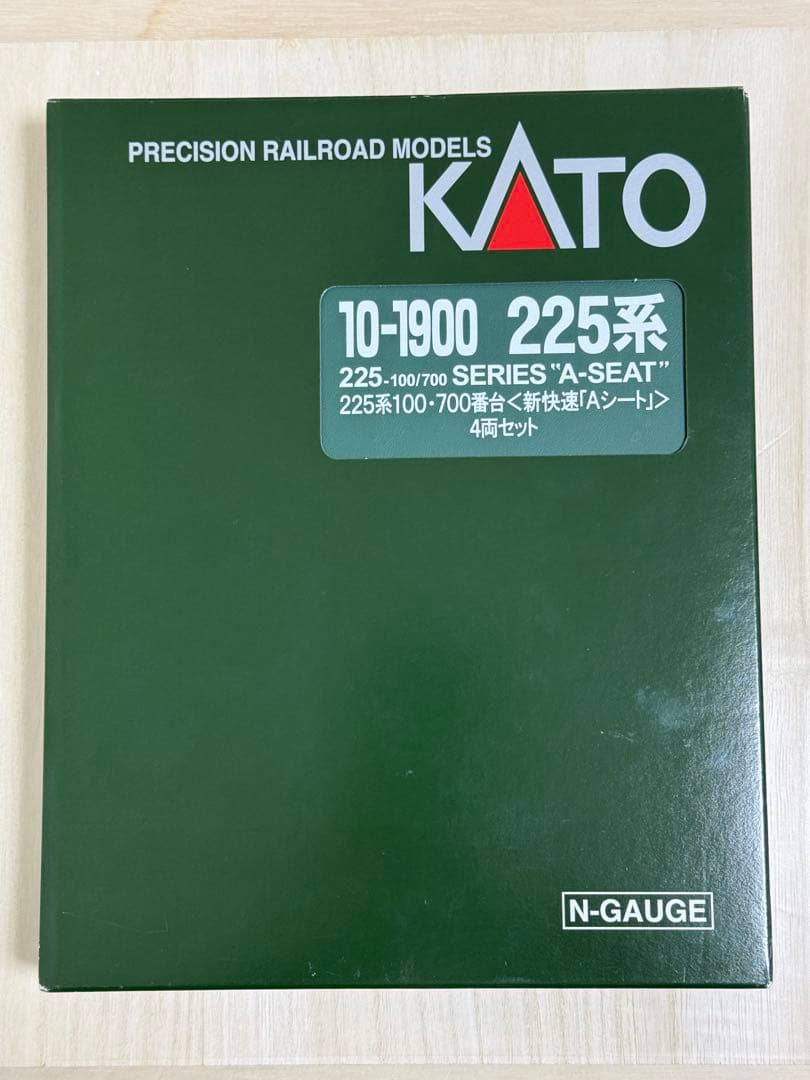 PRECISION RAILROAD MODELS
KATO
10-1900 225系
225-100/700 SERIES "A-SEAT"
225系100・700番台<新快速「Aシート」>
4両セット
N-GAUGE